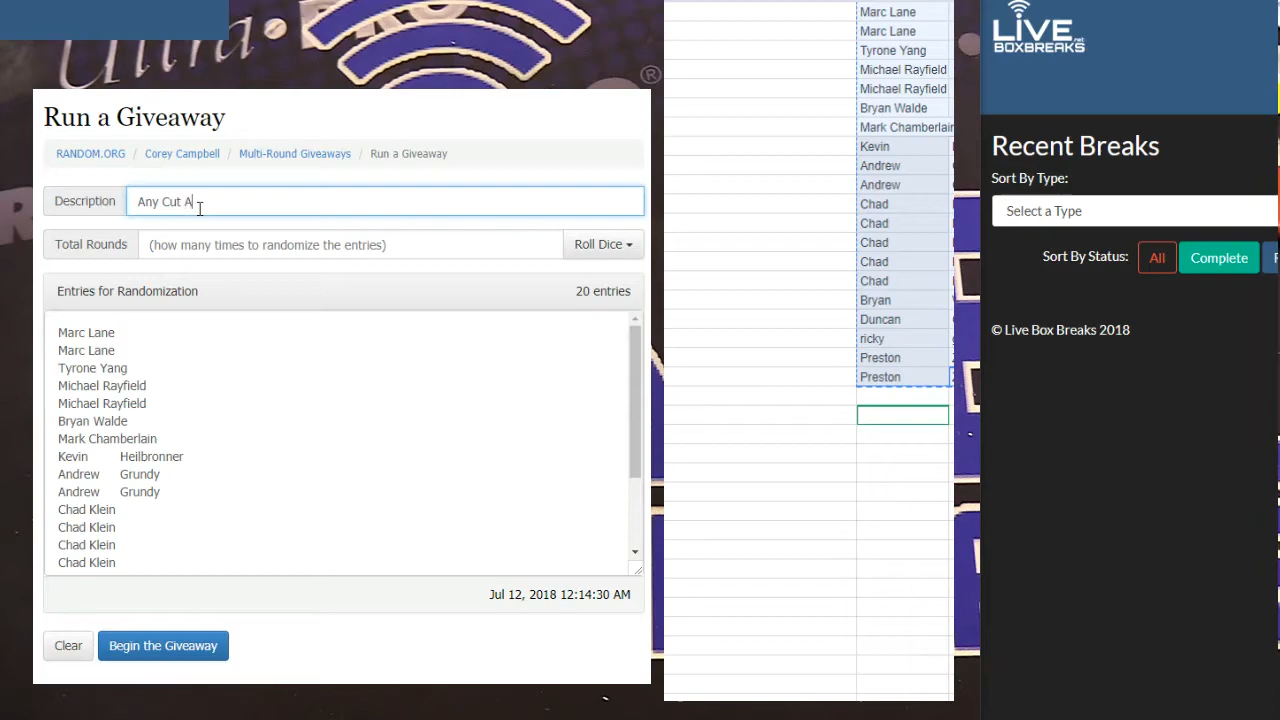 Ultra
®
Run a Giveaway
RANDOM.ORG / Corey Campbell / Multi-Round Giveaways / Run a Giveaway
Description Any Cut A
Total Rounds (how many times to randomize the entries) Roll Dice
Entries for Randomization 20 entries
Marc Lane
Marc Lane
Tyrone Yang
Michael Rayfield
Michael Rayfield
Bryan Walde
Mark Chamberlain
Kevin Heilbronner
Andrew Grundy
Andrew Grundy
Chad Klein
Chad Klein
Chad Klein
Chad Klein
Jul 12, 2018 12:14:30 AM
Clear Begin the Giveaway
Marc Lane
Marc Lane
Tyrone Yang
Michael Rayfield
Michael Rayfield
Bryan Walde
Mark Chamberlain
Kevin
Andrew
Andrew
Chad
Chad
Chad
Chad
Chad
Bryan
Duncan
ricky
Preston
Preston
LIVE.net
BOXBREAKS
Recent Breaks
Sort By Type:
Select a Type
Sort By Status: All Complete
© Live Box Breaks 2018